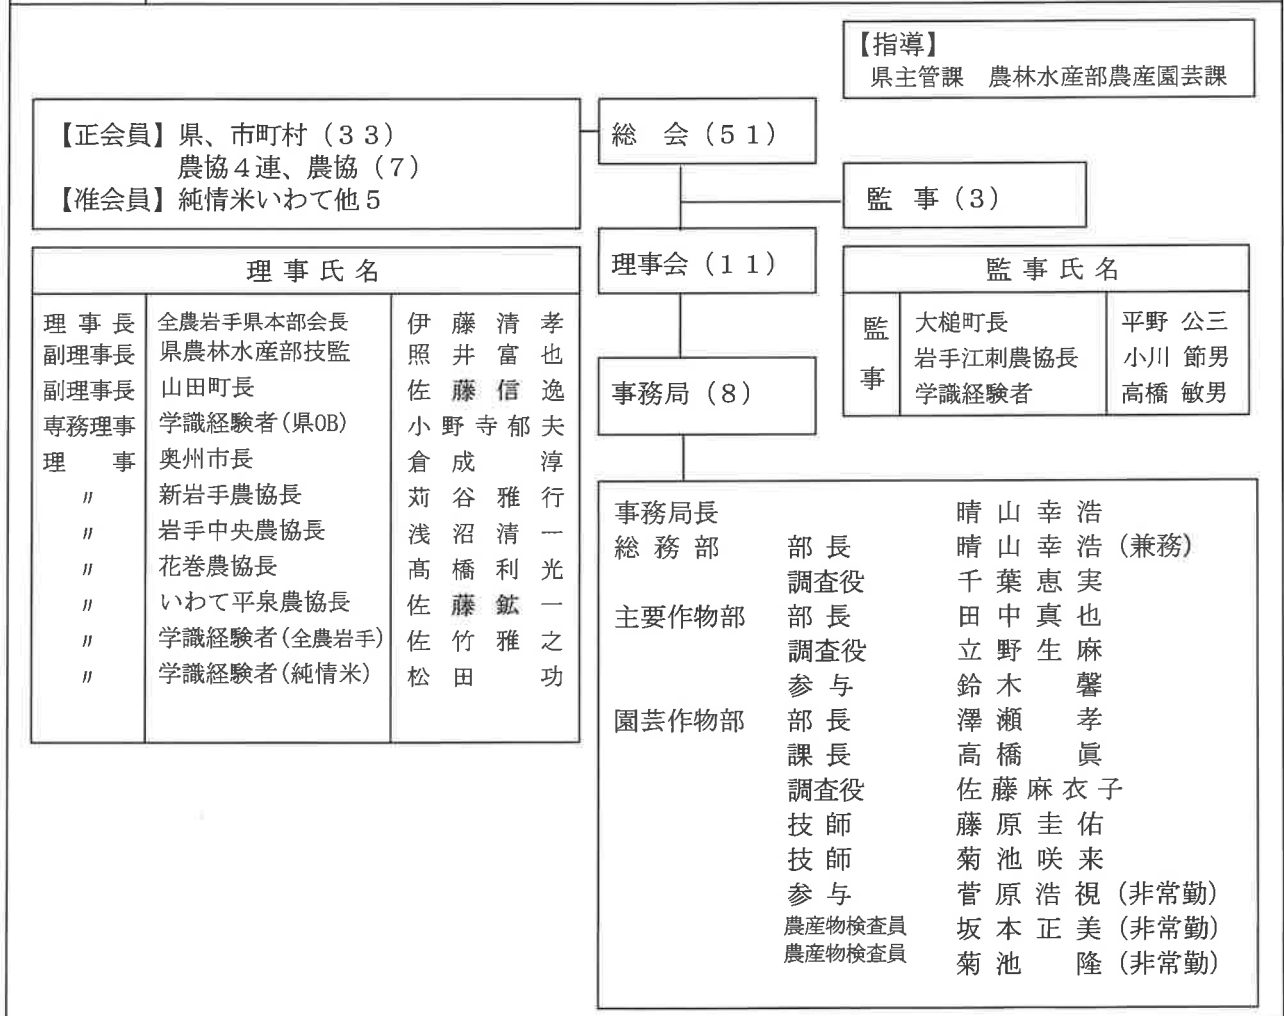 【指導】
県主管課　農林水産部農産園芸課
【正会員】県、市町村（３３）
農協４連、農協（７）
【准会員】純情米いわて他５
総　会（５１）
監　事（３）
理事会（１１）
事務局（８）
理 事 氏 名
理 事 長　全農岩手県本部会長　伊 藤 清 孝
副理事長　県農林水産部技監　照 井 富 也
副理事長　山田町長　佐 藤 信 逸
専務理事　学識経験者(県OB)　小 野 寺 郁 夫
理　　事　奥州市長　倉 成　淳
〃　新岩手農協長　苅 谷 雅 行
〃　岩手中央農協長　浅 沼 清 一
〃　花巻農協長　髙 橋 利 光
〃　いわて平泉農協長　佐 藤 鉱 一
〃　学識経験者(全農岩手)　佐 竹 雅 之
〃　学識経験者(純情米)　松 田　功
監 事 氏 名
監事
大槌町長　平野 公三
岩手江刺農協長　小川 節男
学識経験者　高橋 敏男
事務局長　晴 山 幸 浩
総 務 部　部 長　晴 山 幸 浩（兼務）
調査役　千 葉 恵 実
主要作物部　部 長　田 中 真 也
調査役　立 野 生 麻
参 与　鈴 木　馨
園芸作物部　部 長　澤 瀬　孝
課 長　高 橋　眞
調査役　佐 藤 麻 衣 子
技 師　藤 原 圭 佑
技 師　菊 池 咲 来
参 与　菅 原 浩 視（非常勤）
農産物検査員　坂 本 正 美（非常勤）
農産物検査員　菊 池　隆（非常勤）